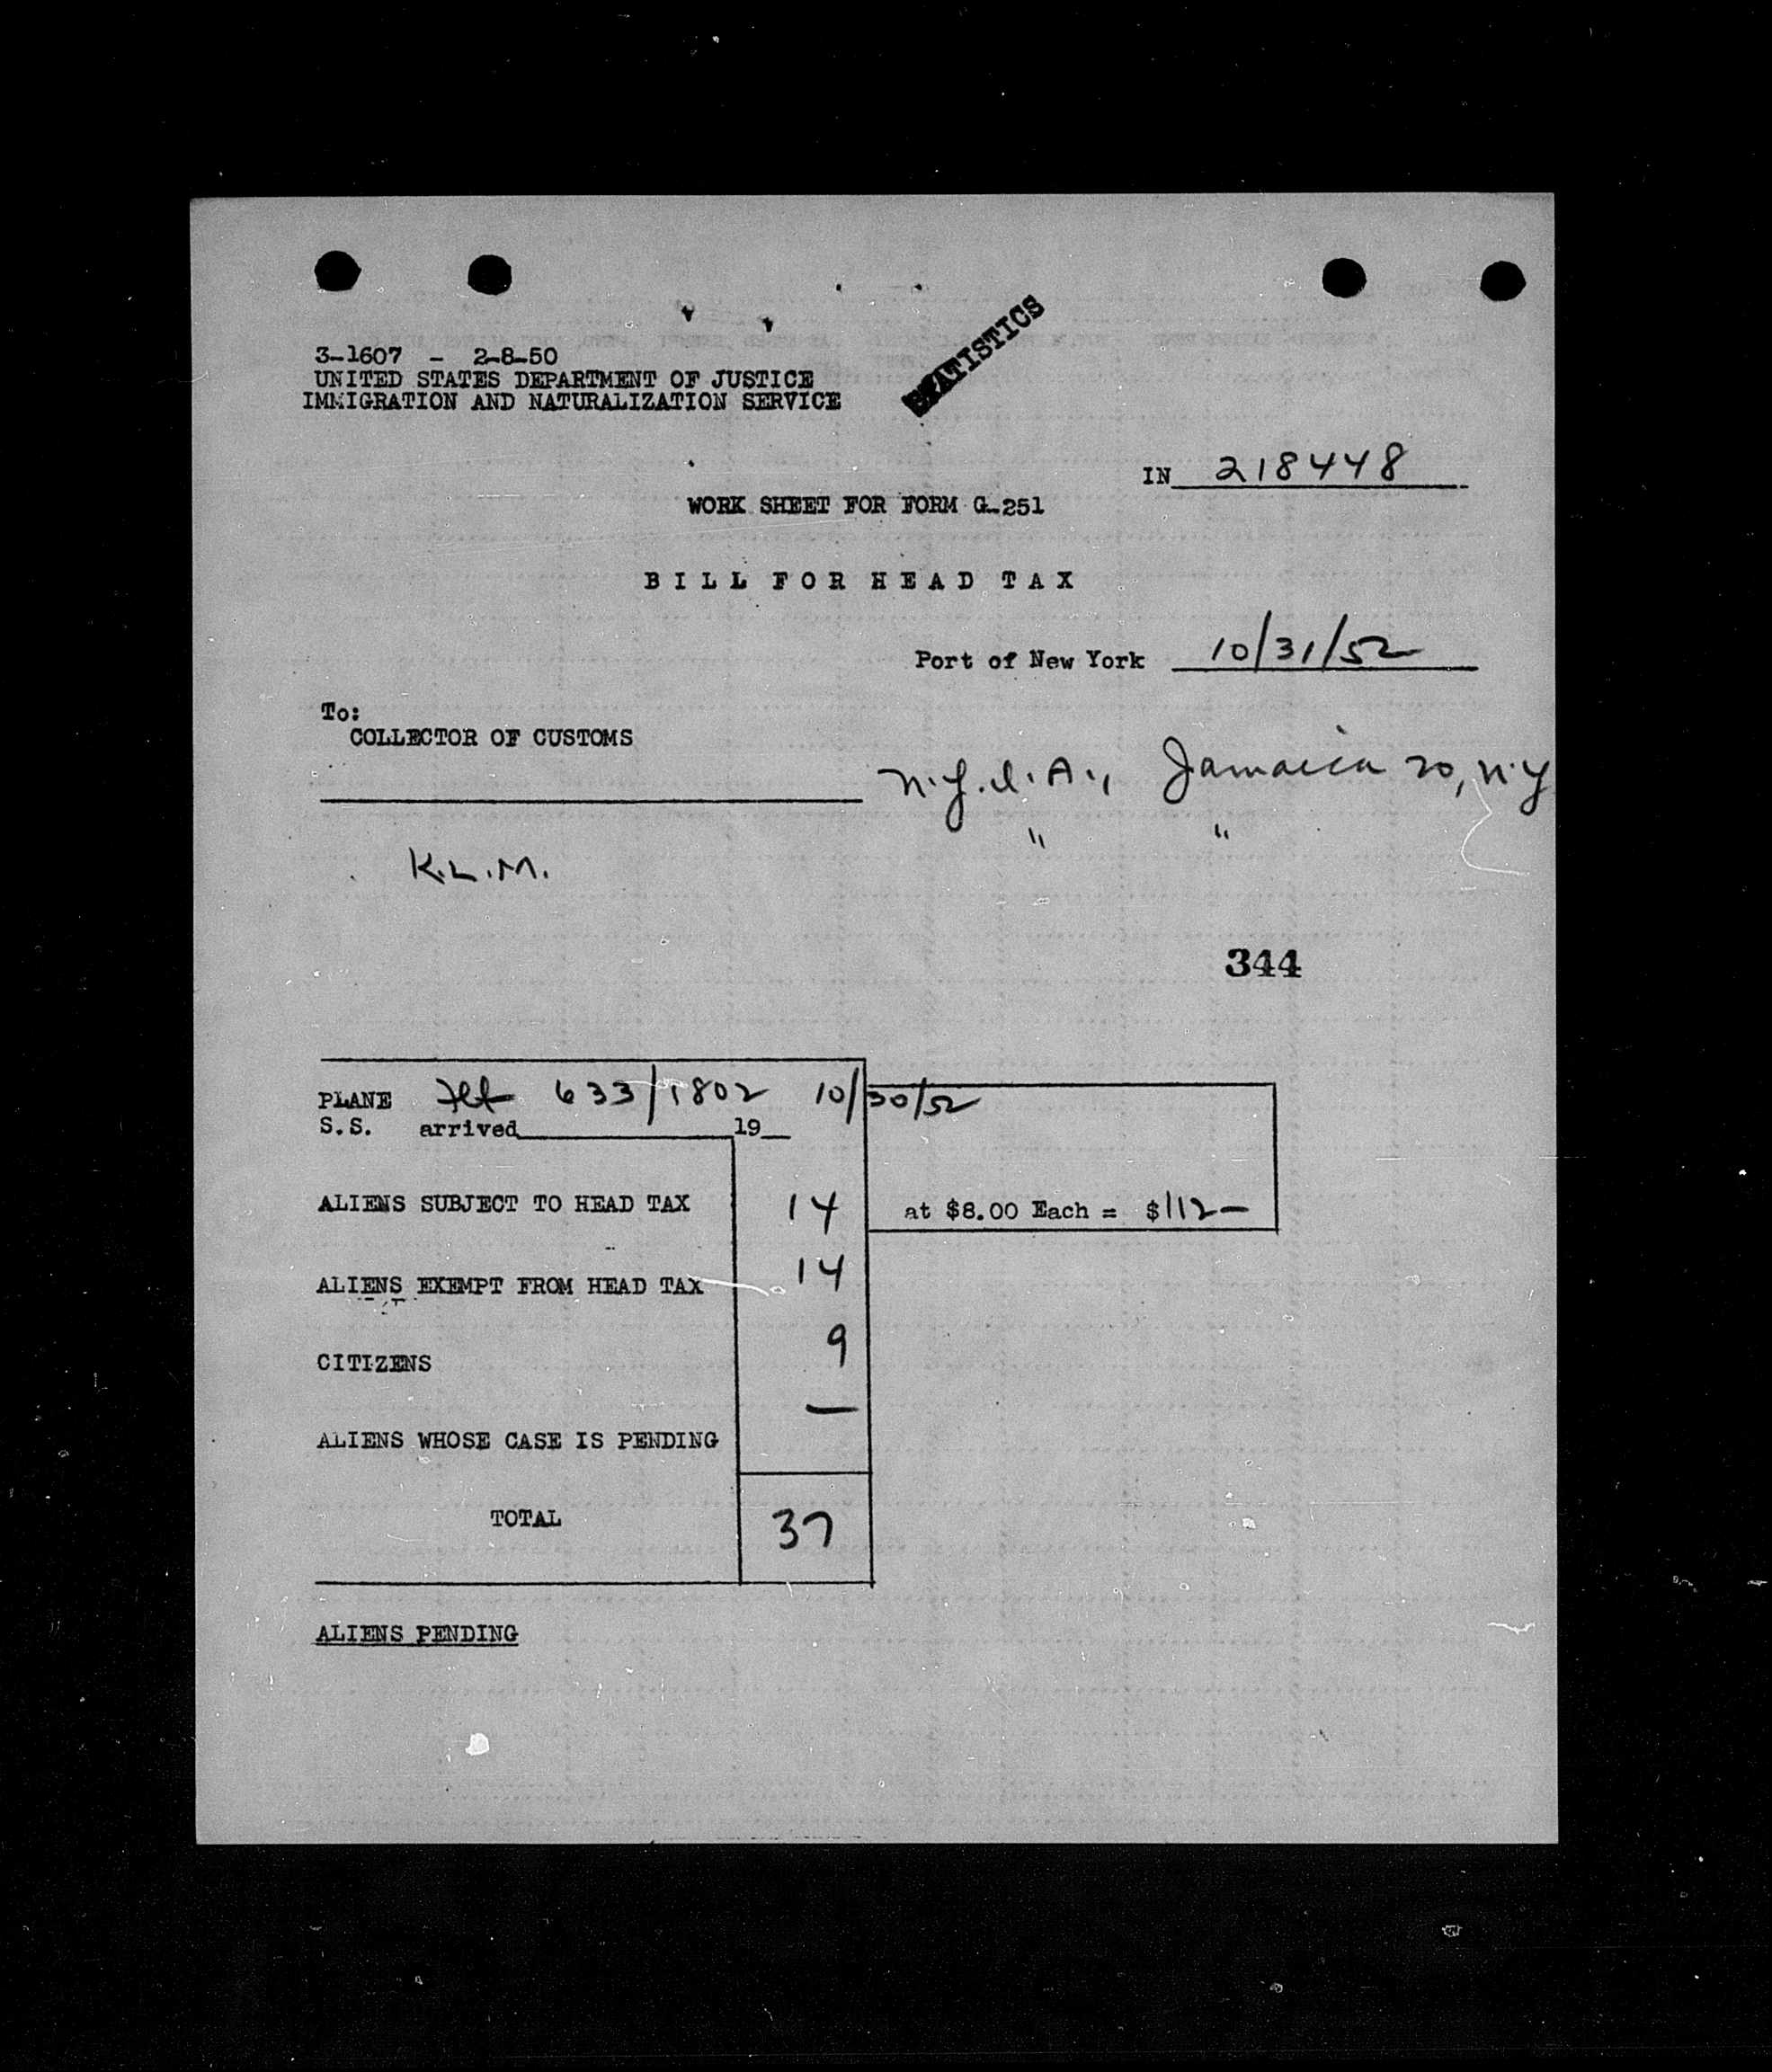 STATISTICS
3-1607 - 2-8-50
UNITED STATES DEPARTMENT OF JUSTICE
IMMIGRATION AND NATURALIZATION SERVICE
IN 218448
WORK SHEET FOR FORM G-251
BILL FOR HEAD TAX
Port of New York 10/31/52
To:
COLLECTOR OF CUSTOMS
N.Y.I.A., Jamaica 20, N.Y
" "
K.L.M.
344
PLANE Flt 633/1802 10/30/52
S.S. arrived 19
ALIENS SUBJECT TO HEAD TAX 14 at $8.00 Each = $112—
ALIENS EXEMPT FROM HEAD TAX 14
CITIZENS 9
ALIENS WHOSE CASE IS PENDING —
TOTAL 37
ALIENS PENDING